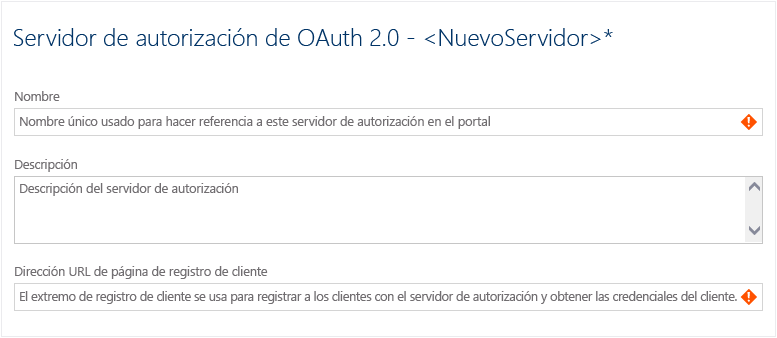 Servidor de autorización de OAuth 2.0 - <NuevoServidor>*
Nombre
Nombre único usado para hacer referencia a este servidor de autorización en el portal
Descripción
Descripción del servidor de autorización
Dirección URL de página de registro de cliente
El extremo de registro de cliente se usa para registrar a los clientes con el servidor de autorización y obtener las credenciales del cliente.